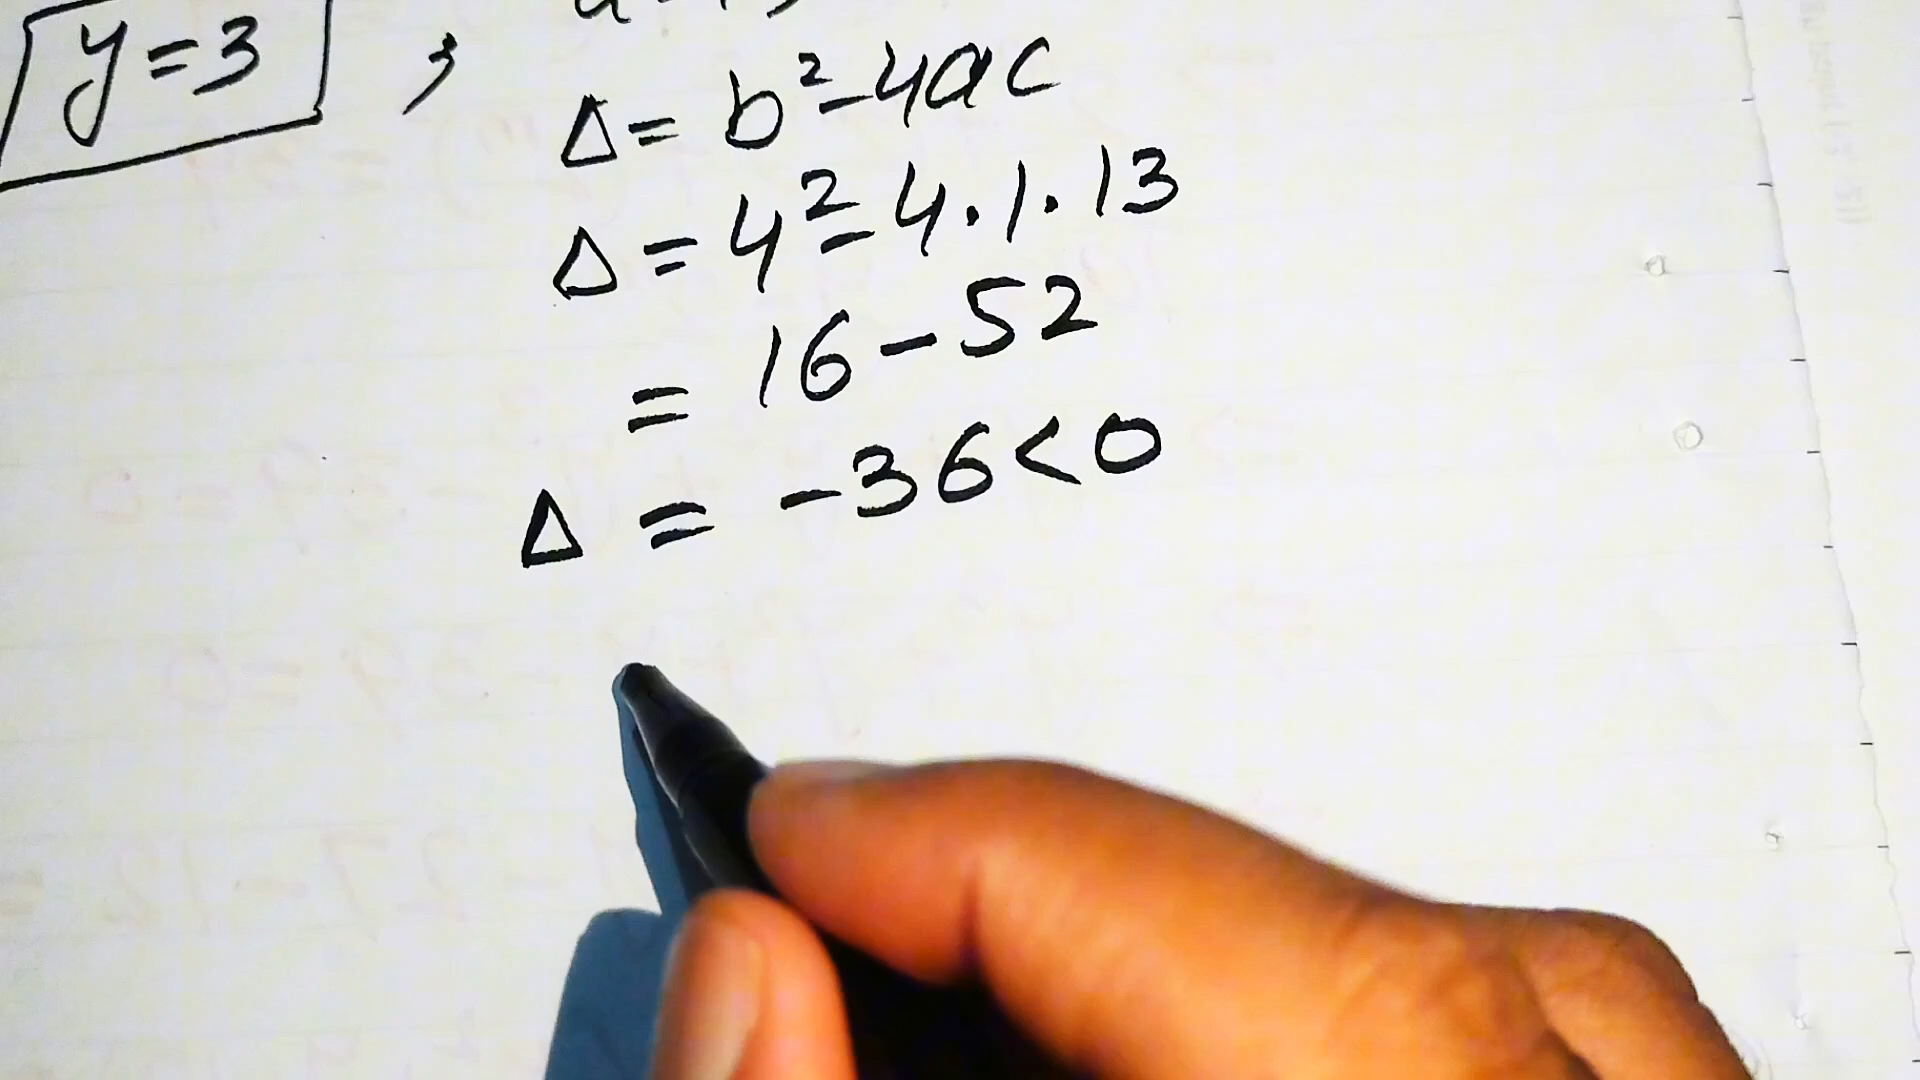 y=3 ,
Δ= b²-4ac
Δ = 4²-4.1.13
= 16-52
Δ = -36<0